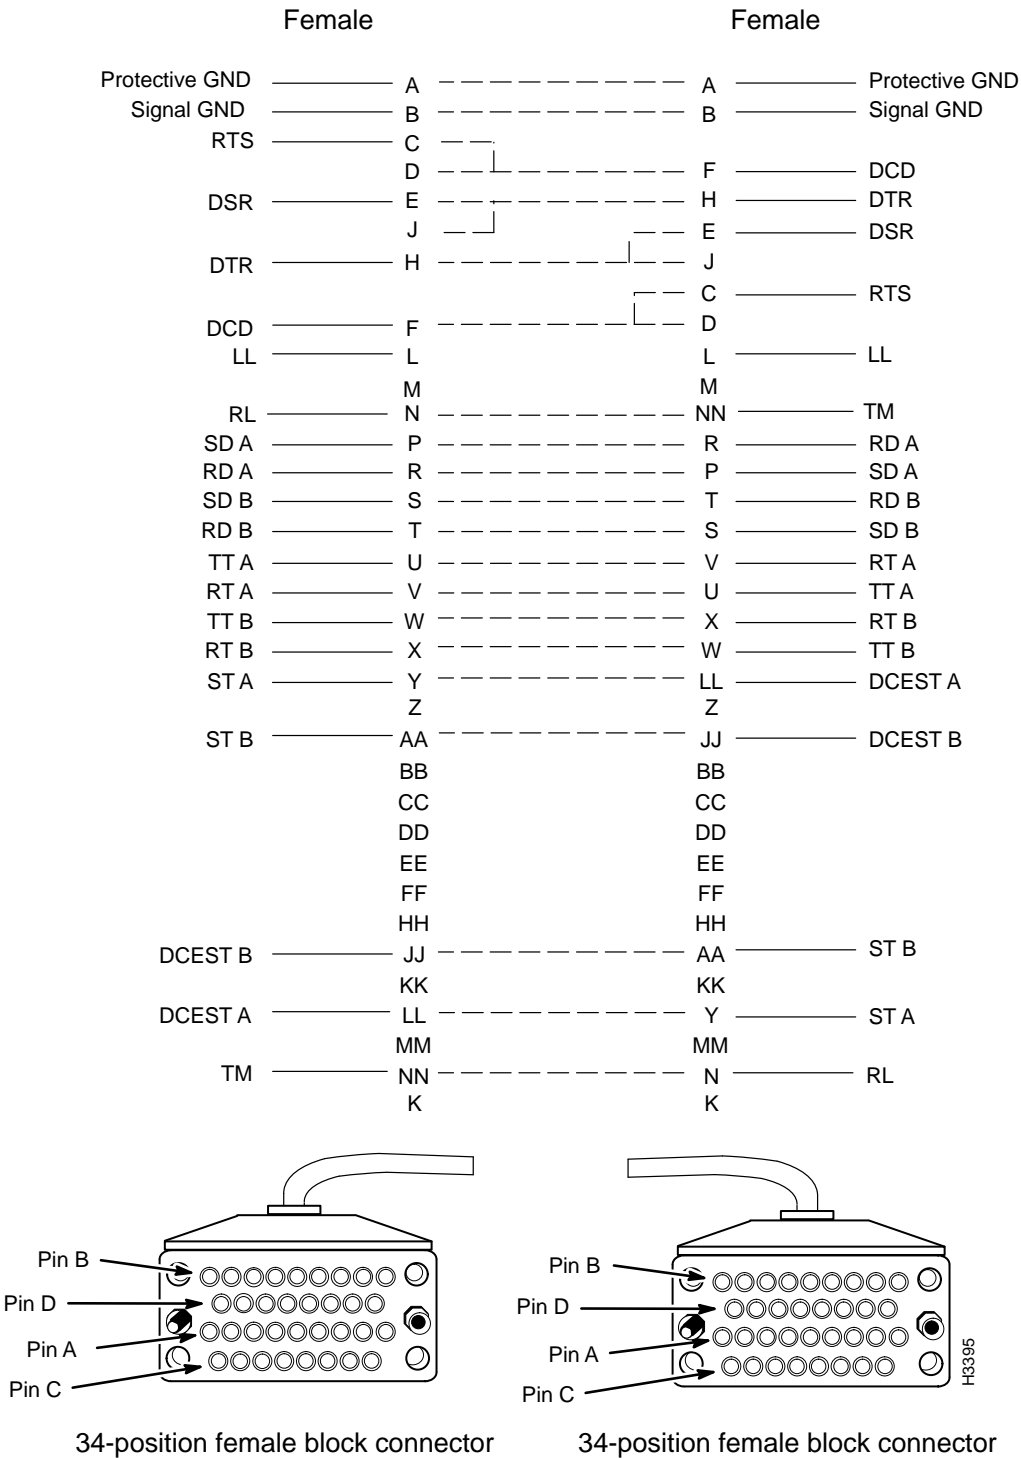 Female Female
Protective GND A A Protective GND
Signal GND B B Signal GND
RTS C
D F DCD
DSR E H DTR
J E DSR
DTR H J
C RTS
DCD F D
LL L L LL
M M
RL N NN TM
SD A P R RD A
RD A R P SD A
SD B S T RD B
RD B T S SD B
TT A U V RT A
RT A V U TT A
TT B W X RT B
RT B X W TT B
ST A Y LL DCEST A
Z Z
ST B AA JJ DCEST B
BB BB
CC CC
DD DD
EE EE
FF FF
HH HH
DCEST B JJ AA ST B
KK KK
DCEST A LL Y ST A
MM MM
TM NN N RL
K K
Pin B
Pin D
Pin A
Pin C
Pin B
Pin D
Pin A
Pin C
H3395
34-position female block connector 34-position female block connector